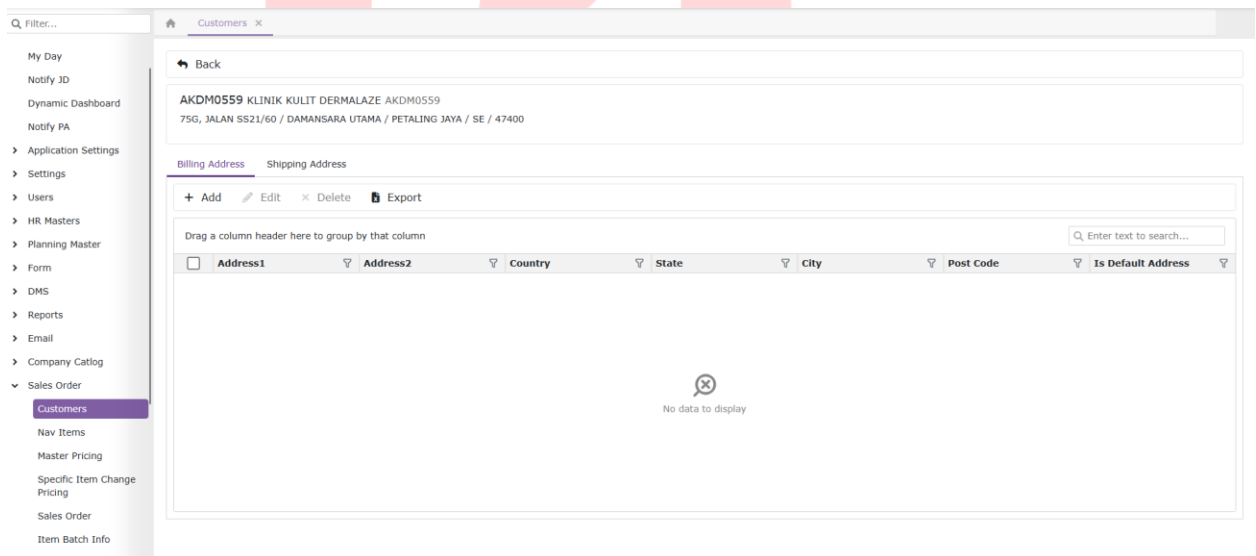 Filter...
Customers ×
My Day
Notify JD
Dynamic Dashboard
Notify PA
Application Settings
Settings
Users
HR Masters
Planning Master
Form
DMS
Reports
Email
Company Catlog
Sales Order
Customers
Nav Items
Master Pricing
Specific Item Change
Pricing
Sales Order
Item Batch Info
Back
AKDM0559 KLINIK KULIT DERMALAZE AKDM0559
75G, JALAN SS21/60 / DAMANSARA UTAMA / PETALING JAYA / SE / 47400
Billing Address Shipping Address
+ Add Edit × Delete Export
Drag a column header here to group by that column
Enter text to search...
Address1 Address2 Country State City Post Code Is Default Address
No data to display